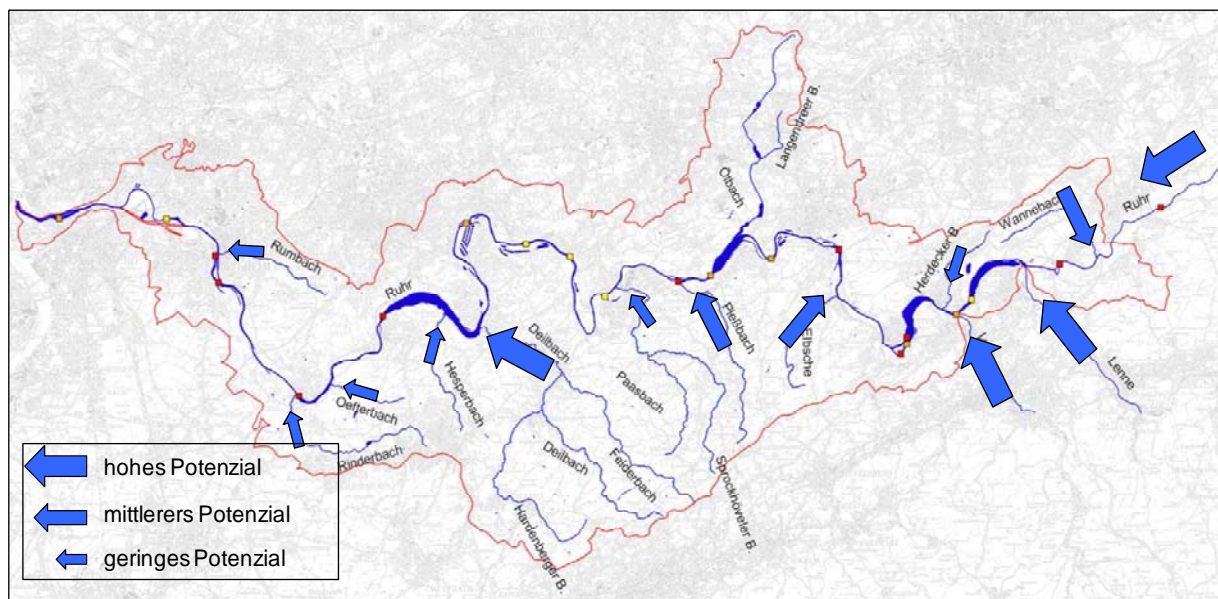 Langendreer B.
Ölbach
Wannebach
Ruhr
Herdecker B.
Rumbach
Ruhr
Pleßbach
Elbsche
Deilbach
Lenne
Paasbach
Hesperbach
Oefterbach
Rinderbach
Deilbach
Felderbach
Sprockhöveler B.
Hardenberger B.
hohes Potenzial
mittlerers Potenzial
geringes Potenzial